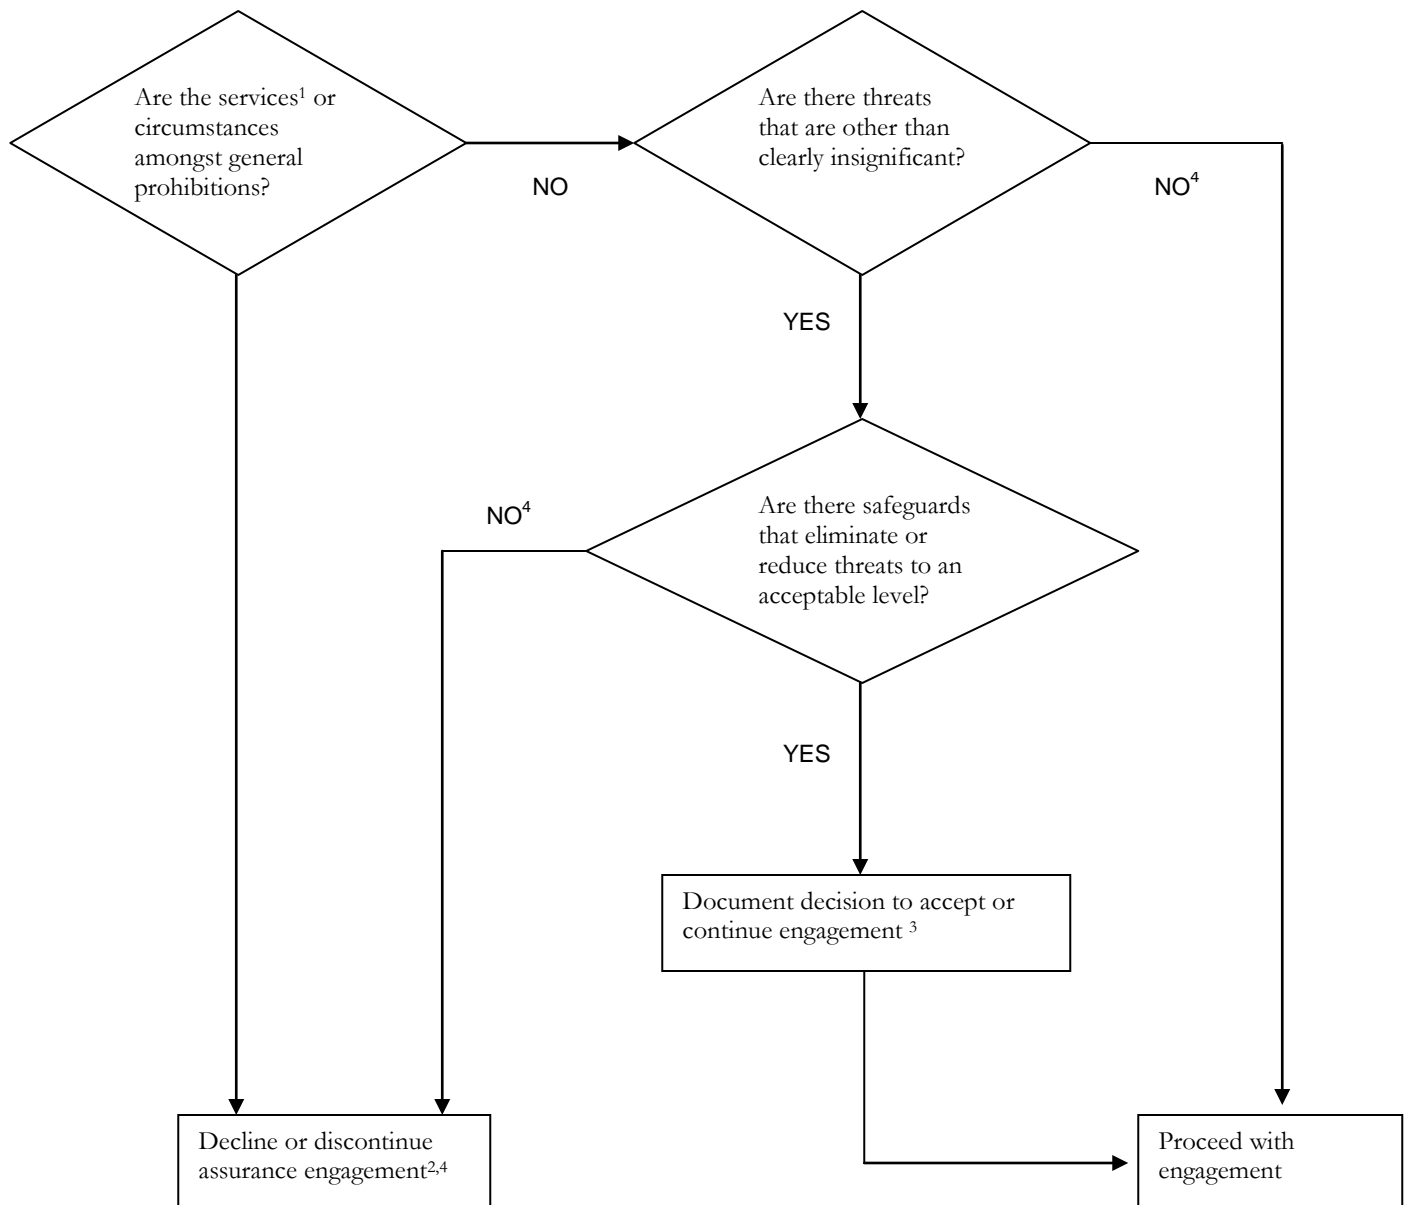 Are the services¹ or
circumstances
amongst general
prohibitions?
NO
Are there threats
that are other than
clearly insignificant?
NO⁴
YES
NO⁴
Are there safeguards
that eliminate or
reduce threats to an
acceptable level?
YES
Document decision to accept or
continue engagement ³
Decline or discontinue
assurance engagement²,⁴
Proceed with
engagement